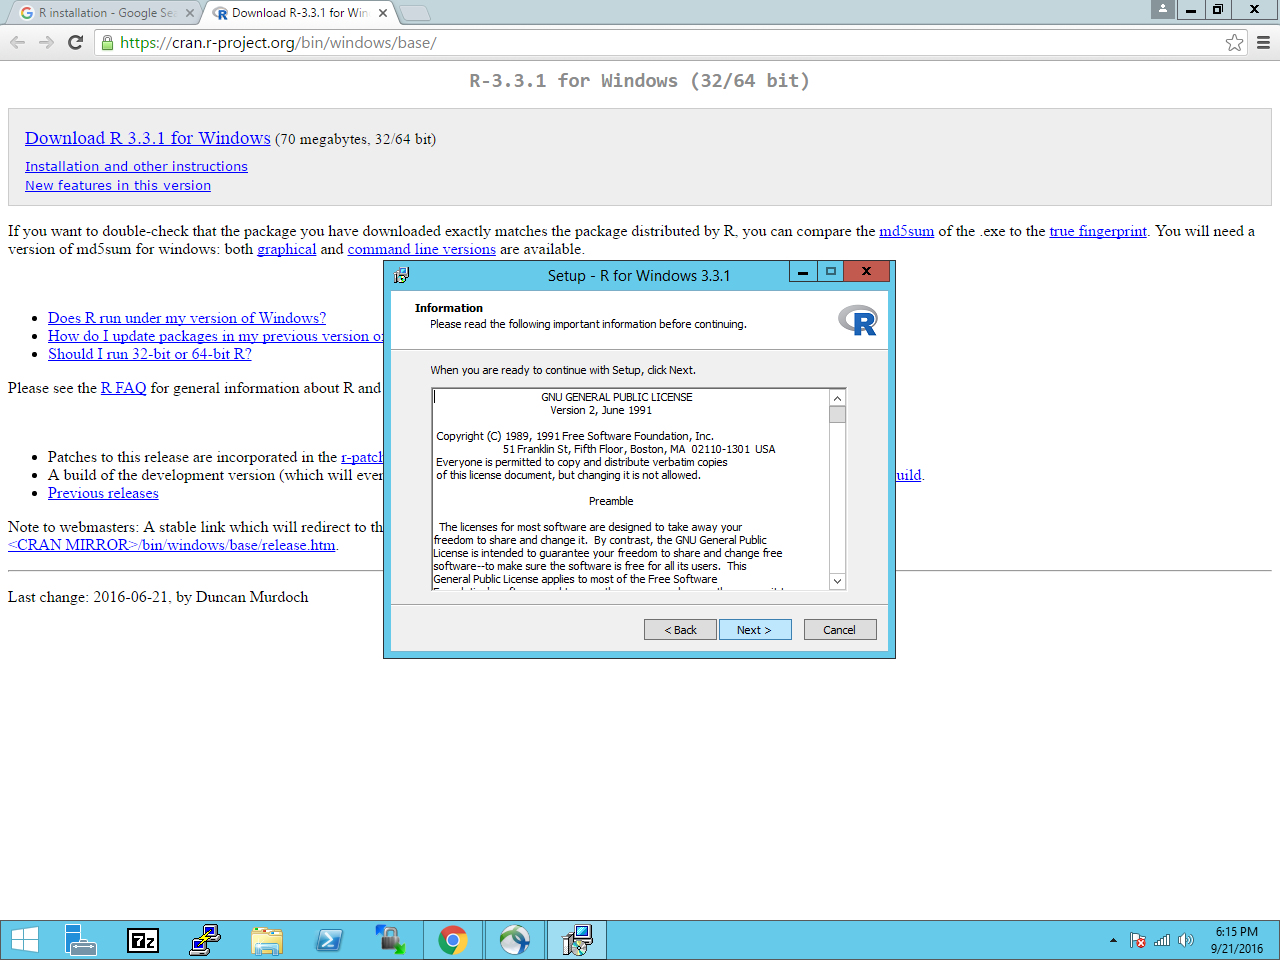 R installation - Google Se
Download R-3.3.1 for Win
https://cran.r-project.org/bin/windows/base/
R-3.3.1 for Windows (32/64 bit)
Download R 3.3.1 for Windows (70 megabytes, 32/64 bit)
Installation and other instructions
New features in this version
If you want to double-check that the package you have downloaded exactly matches the package distributed by R, you can compare the md5sum of the .exe to the true fingerprint. You will need a
version of md5sum for windows: both graphical and command line versions are available.
Does R run under my version of Windows?
How do I update packages in my previous version of
Should I run 32-bit or 64-bit R?
Please see the R FAQ for general information about R and
Patches to this release are incorporated in the r-patch
A build of the development version (which will ever
uild.
Previous releases
Note to webmasters: A stable link which will redirect to th
<CRAN MIRROR>/bin/windows/base/release.htm.
Last change: 2016-06-21, by Duncan Murdoch
Setup - R for Windows 3.3.1
Information
Please read the following important information before continuing.
R
When you are ready to continue with Setup, click Next.
GNU GENERAL PUBLIC LICENSE
Version 2, June 1991
Copyright (C) 1989, 1991 Free Software Foundation, Inc.
51 Franklin St, Fifth Floor, Boston, MA  02110-1301  USA
Everyone is permitted to copy and distribute verbatim copies
of this license document, but changing it is not allowed.
Preamble
The licenses for most software are designed to take away your
freedom to share and change it.  By contrast, the GNU General Public
License is intended to guarantee your freedom to share and change free
software--to make sure the software is free for all its users.  This
General Public License applies to most of the Free Software
< Back
Next >
Cancel
7z
6:15 PM
9/21/2016